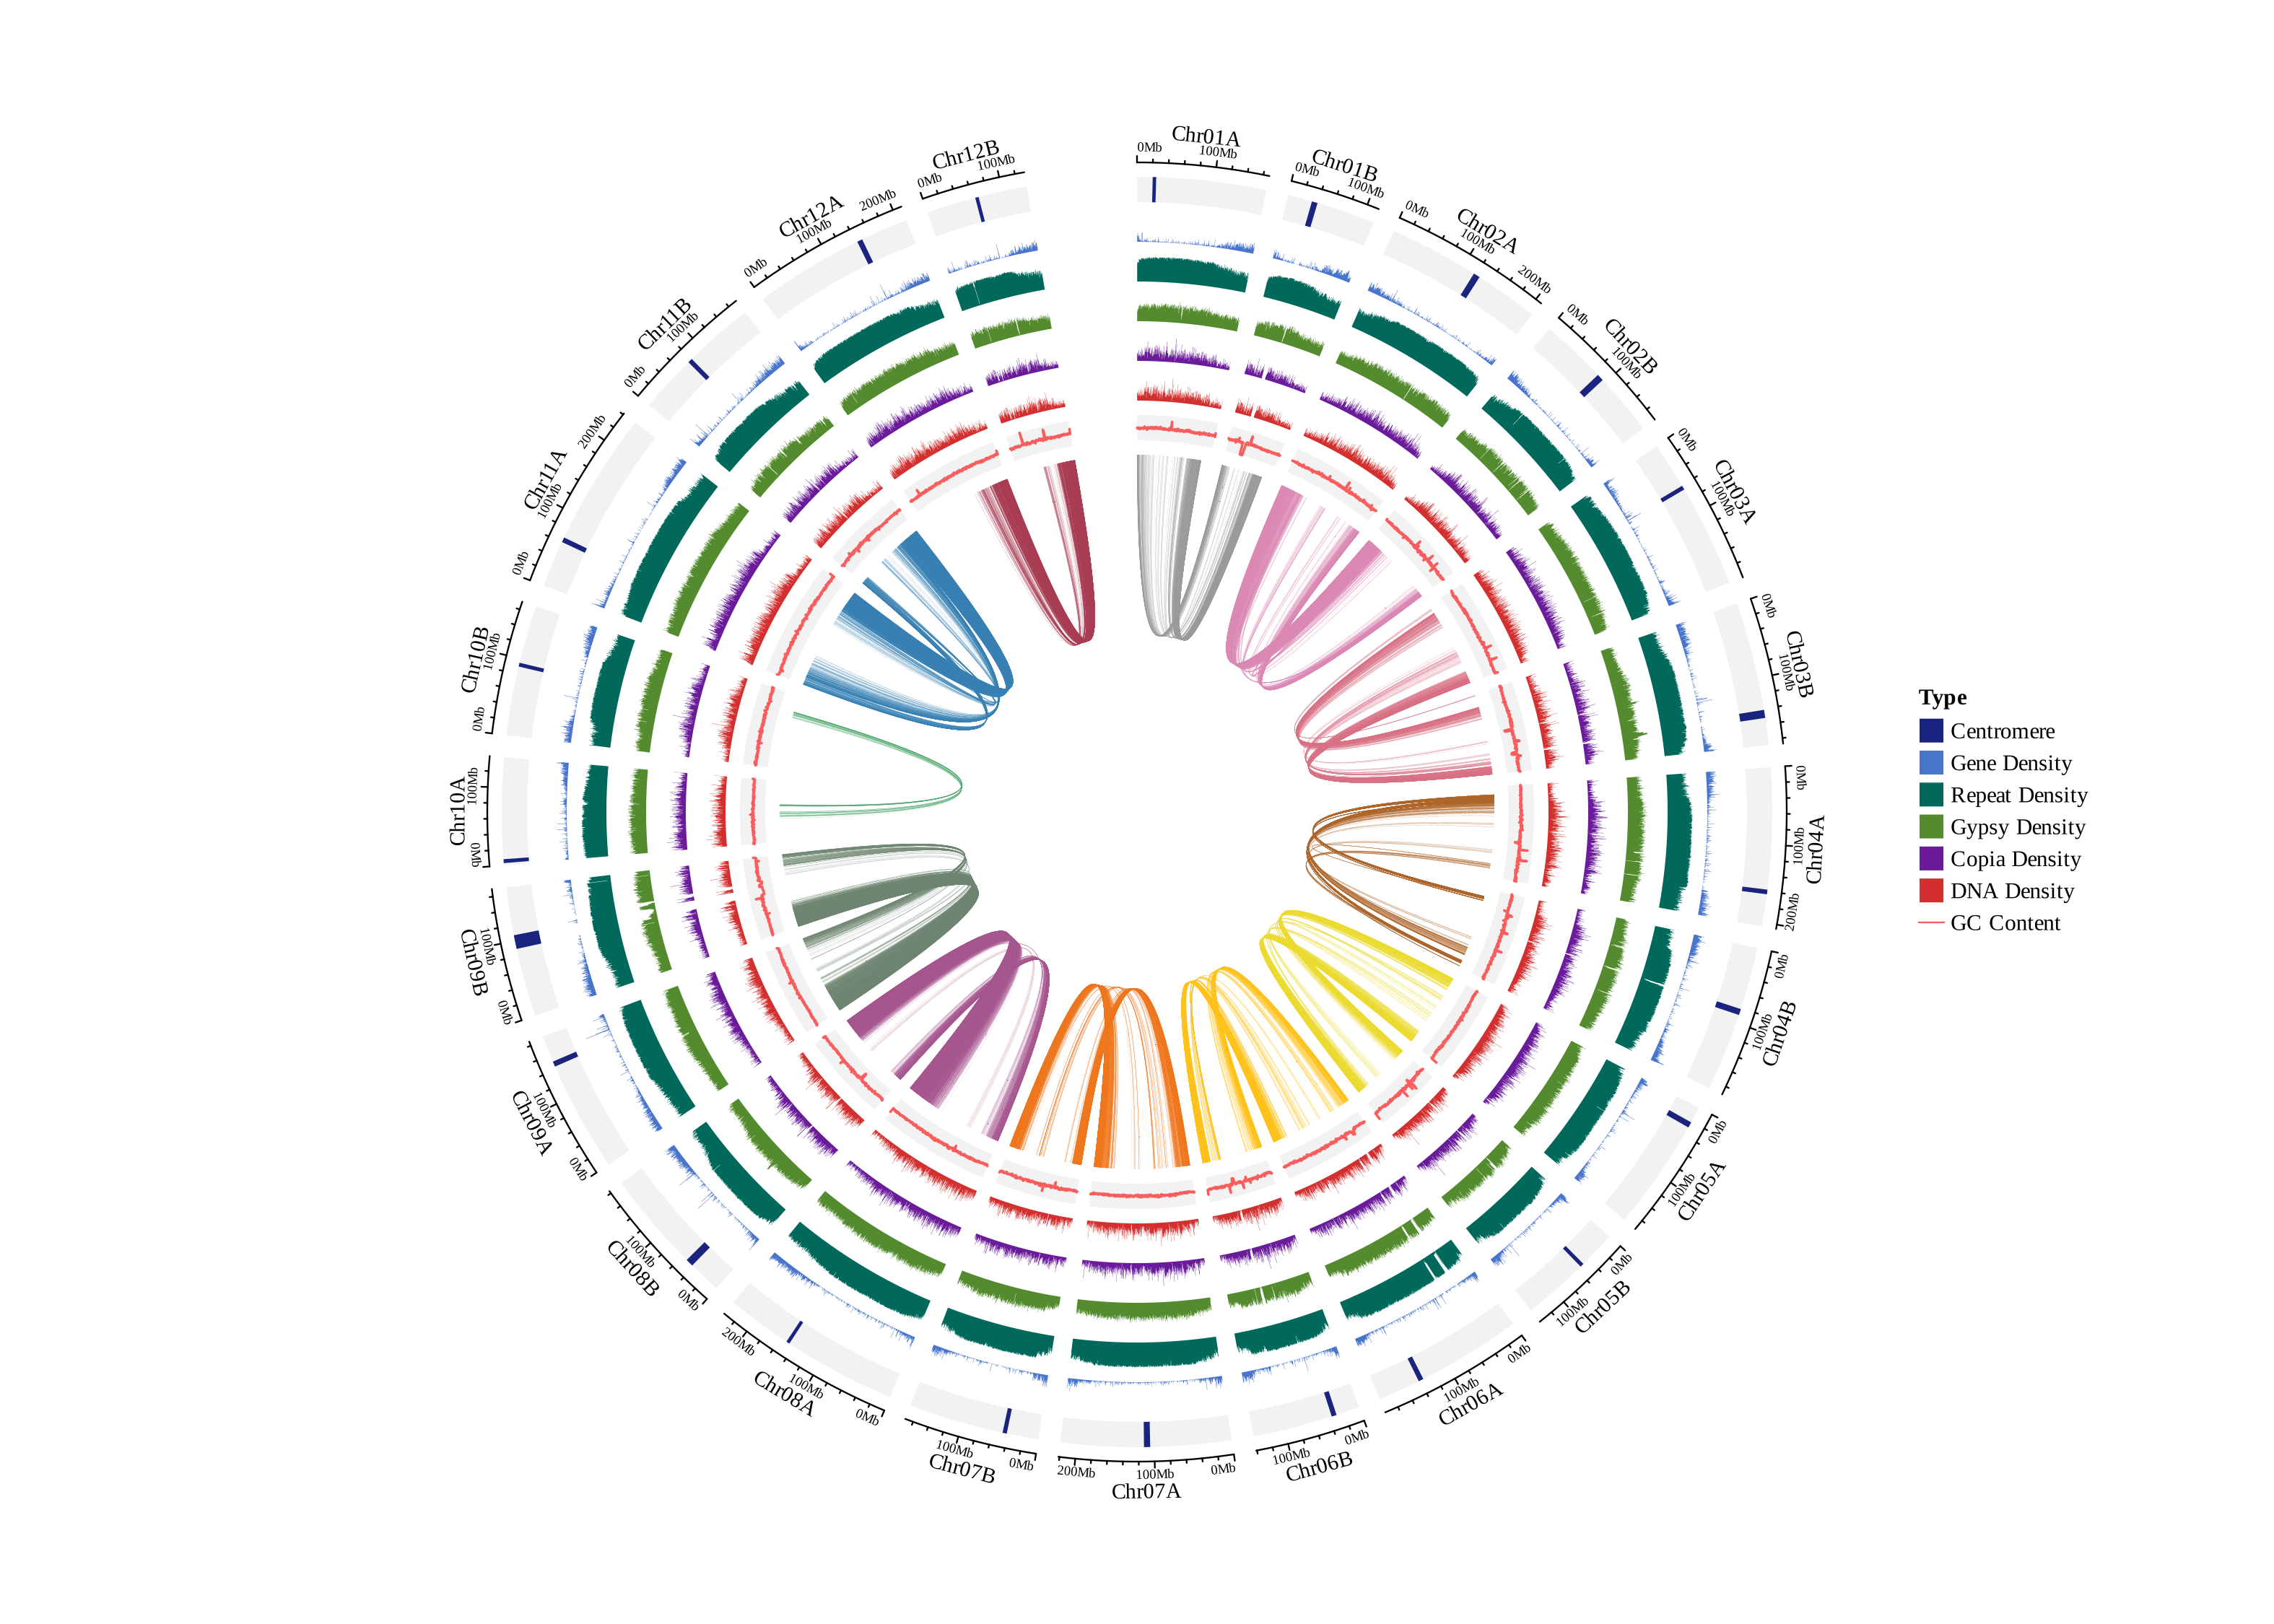 Chr01A
0Mb
100Mb
Chr01B
0Mb
100Mb
Chr02A
0Mb
100Mb
200Mb
Chr02B
0Mb
100Mb
Chr03A
0Mb
100Mb
Chr03B
0Mb
100Mb
Chr04A
0Mb
100Mb
200Mb
Chr04B
0Mb
100Mb
Chr05A
0Mb
100Mb
Chr05B
0Mb
100Mb
Chr06A
0Mb
100Mb
Chr06B
0Mb
100Mb
Chr07A
0Mb
100Mb
200Mb
Chr07B
0Mb
100Mb
Chr08A
0Mb
100Mb
200Mb
Chr08B
0Mb
100Mb
Chr09A
0Mb
100Mb
Chr09B
0Mb
100Mb
Chr10A
0Mb
100Mb
Chr10B
0Mb
100Mb
Chr11A
0Mb
100Mb
200Mb
Chr11B
0Mb
100Mb
Chr12A
0Mb
100Mb
200Mb
Chr12B
0Mb
100Mb
Type
Centromere
Gene Density
Repeat Density
Gypsy Density
Copia Density
DNA Density
GC Content